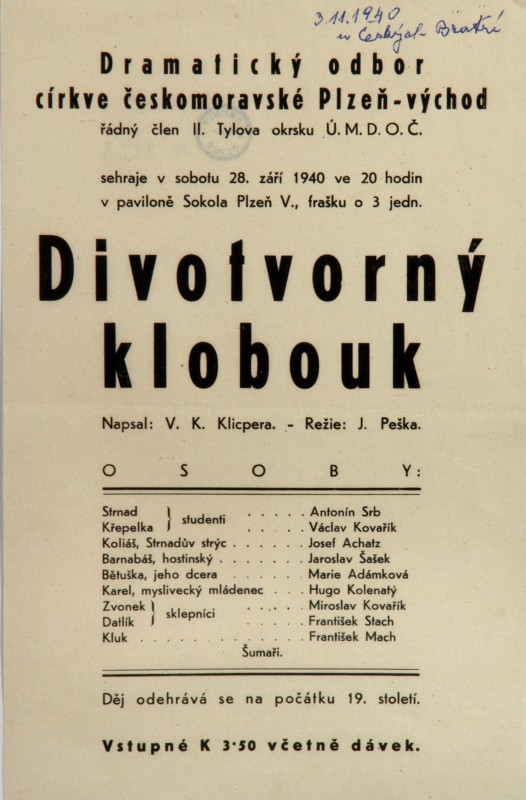 3.11.1940
u Českých Bratří
Dramatický odbor
církve českomoravské Plzeň-východ
řádný člen II. Tylova okrsku Ú. M. D. O. Č.
sehraje v sobotu 28. září 1940 ve 20 hodin
v paviloně Sokola Plzeň V., frašku o 3 jedn.
Divotvorný
klobouk
Napsal: V. K. Klicpera. - Režie: J. Peška.
OSOBY:
Strnad } studenti . . . . . Antonín Srb
Křepelka } studenti . . . . . Václav Kovařík
Koliáš, Strnadův strýc . . . . . . Josef Achatz
Barnabáš, hostinský . . . . . . . Jaroslav Šašek
Bětuška, jeho dcera . . . . . . Marie Adámková
Karel, myslivecký mládenec . . . Hugo Kolenatý
Zvonek } sklepníci . . . . . Miroslav Kovařík
Datlík } sklepníci . . . . . František Stach
Kluk . . . . . . . . . . . . . František Mach
Šumaři.
Děj odehrává se na počátku 19. století.
Vstupné K 3·50 včetně dávek.